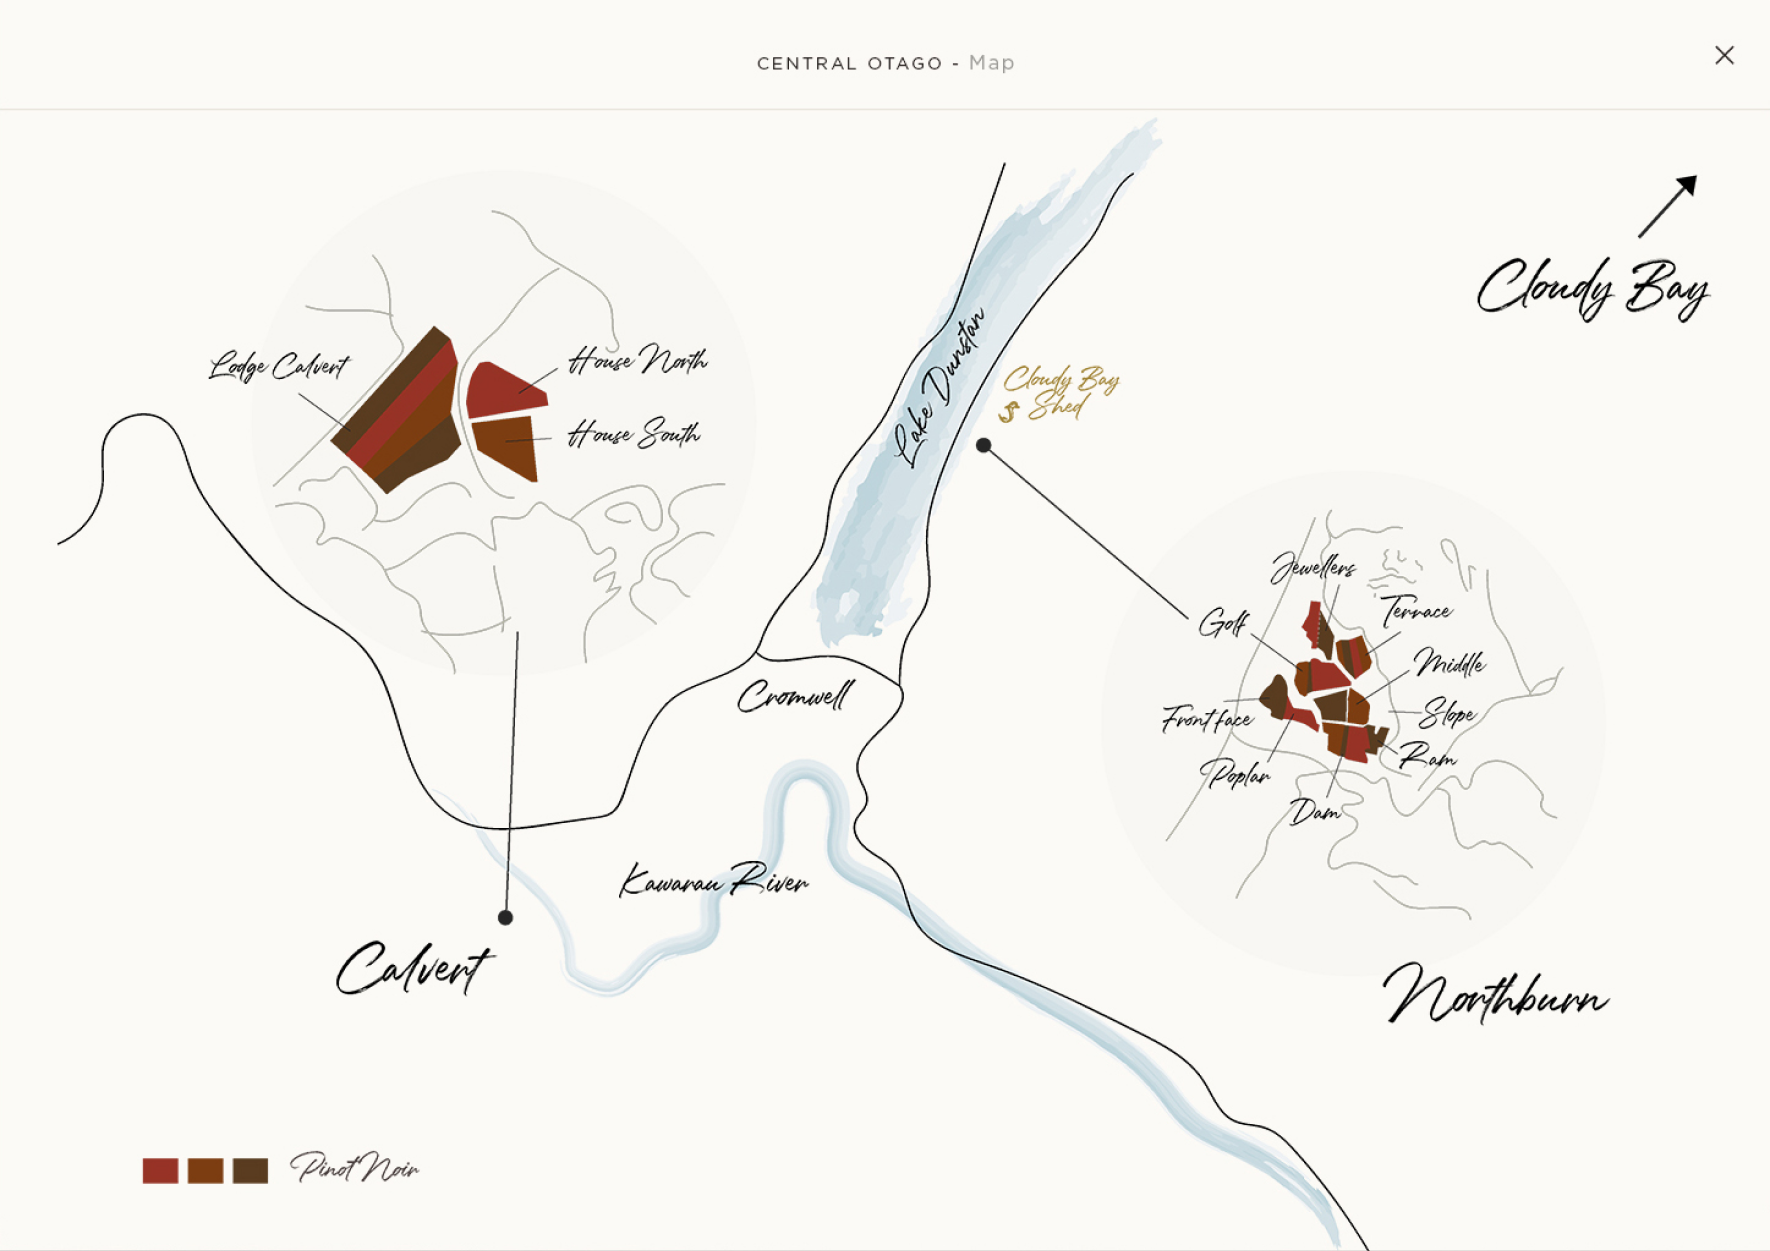 CENTRAL OTAGO - Map
Cloudy Bay
Lake Dunstan
Cloudy Bay
Shed
Lodge Calvert
House North
House South
Jewellers
Golf
Terrace
Middle
Front face
Slope
Ram
Poplar
Dam
Cromwell
Kawarau River
Calvert
Northburn
Pinot Noir